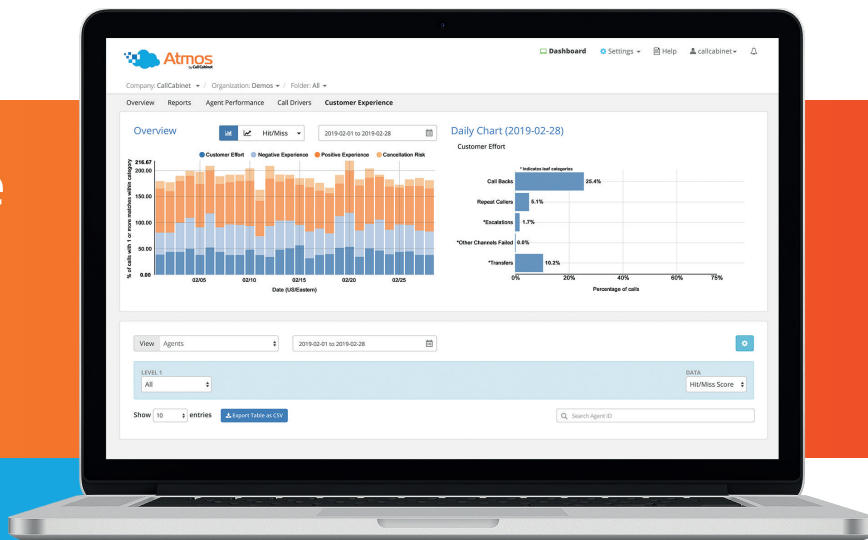 Atmos
by CallCabinet
Dashboard Settings Help callcabinet
Company: CallCabinet / Organization: Demos / Folder: All
Overview Reports Agent Performance Call Drivers Customer Experience
Overview
Hit/Miss
2019-02-01 to 2019-02-28
Customer Effort Negative Experience Positive Experience Cancellation Risk
% of calls with 1 or more matches within category
216.67
200.00
150.00
100.00
50.00
0.00
02/05 02/10 02/15 02/20 02/25
Date (US/Eastern)
Daily Chart (2019-02-28)
Customer Effort
* Indicates leaf categories
Call Backs 25.4%
Repeat Callers 5.1%
*Escalations 1.7%
*Other Channels Failed 0.0%
*Transfers 10.2%
0% 20% 40% 60% 75%
Percentage of calls
View Agents
2019-02-01 to 2019-02-28
LEVEL 1
All
DATA
Hit/Miss Score
Show 10 entries Export Table as CSV
Search Agent ID
e